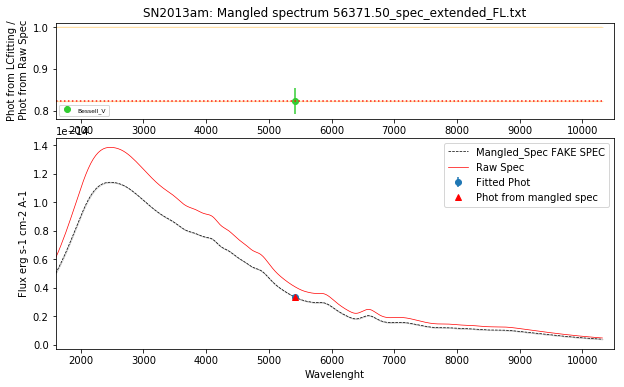 SN2013am: Mangled spectrum 56371.50_spec_extended_FL.txt
Phot from LCfitting /
Phot from Raw Spec
1.0
0.9
0.8
Bessell_V
2000 3000 4000 5000 6000 7000 8000 9000 10000
1e−14
Flux erg s-1 cm-2 A-1
1.4
1.2
1.0
0.8
0.6
0.4
0.2
0.0
Mangled_Spec FAKE SPEC
Raw Spec
Fitted Phot
Phot from mangled spec
2000 3000 4000 5000 6000 7000 8000 9000 10000
Wavelenght